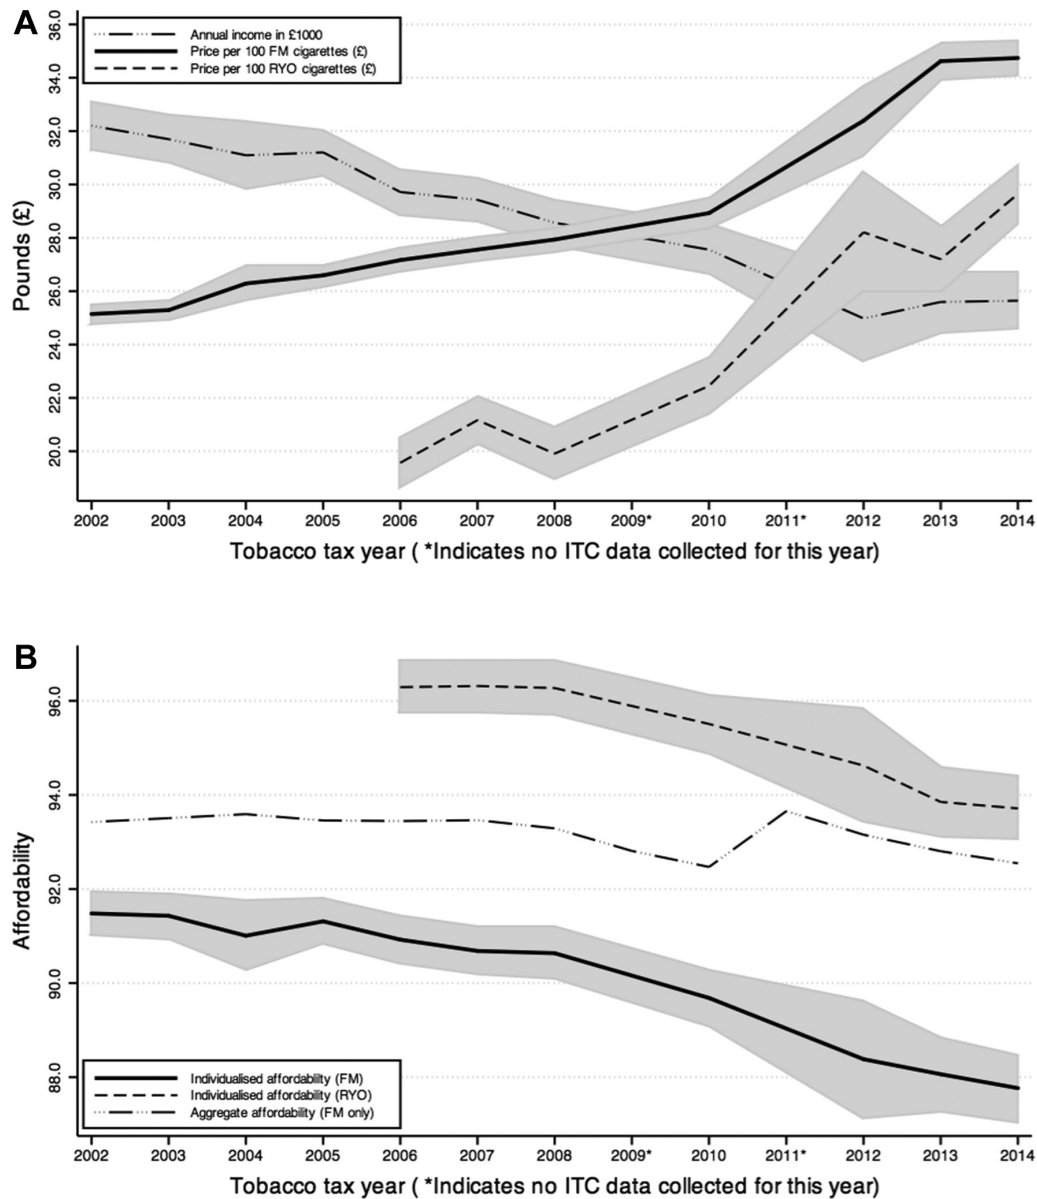 A
Annual income in £1000
Price per 100 FM cigarettes (£)
Price per 100 RYO cigarettes (£)
Pounds (£)
36.0
34.0
32.0
30.0
28.0
26.0
24.0
22.0
20.0
2002 2003 2004 2005 2006 2007 2008 2009* 2010 2011* 2012 2013 2014
Tobacco tax year ( *Indicates no ITC data collected for this year)
B
Affordability
96.0
94.0
92.0
90.0
88.0
Individualised affordabilty (FM)
Individualised affordability (RYO)
Aggregate affordability (FM only)
2002 2003 2004 2005 2006 2007 2008 2009* 2010 2011* 2012 2013 2014
Tobacco tax year ( *Indicates no ITC data collected for this year)